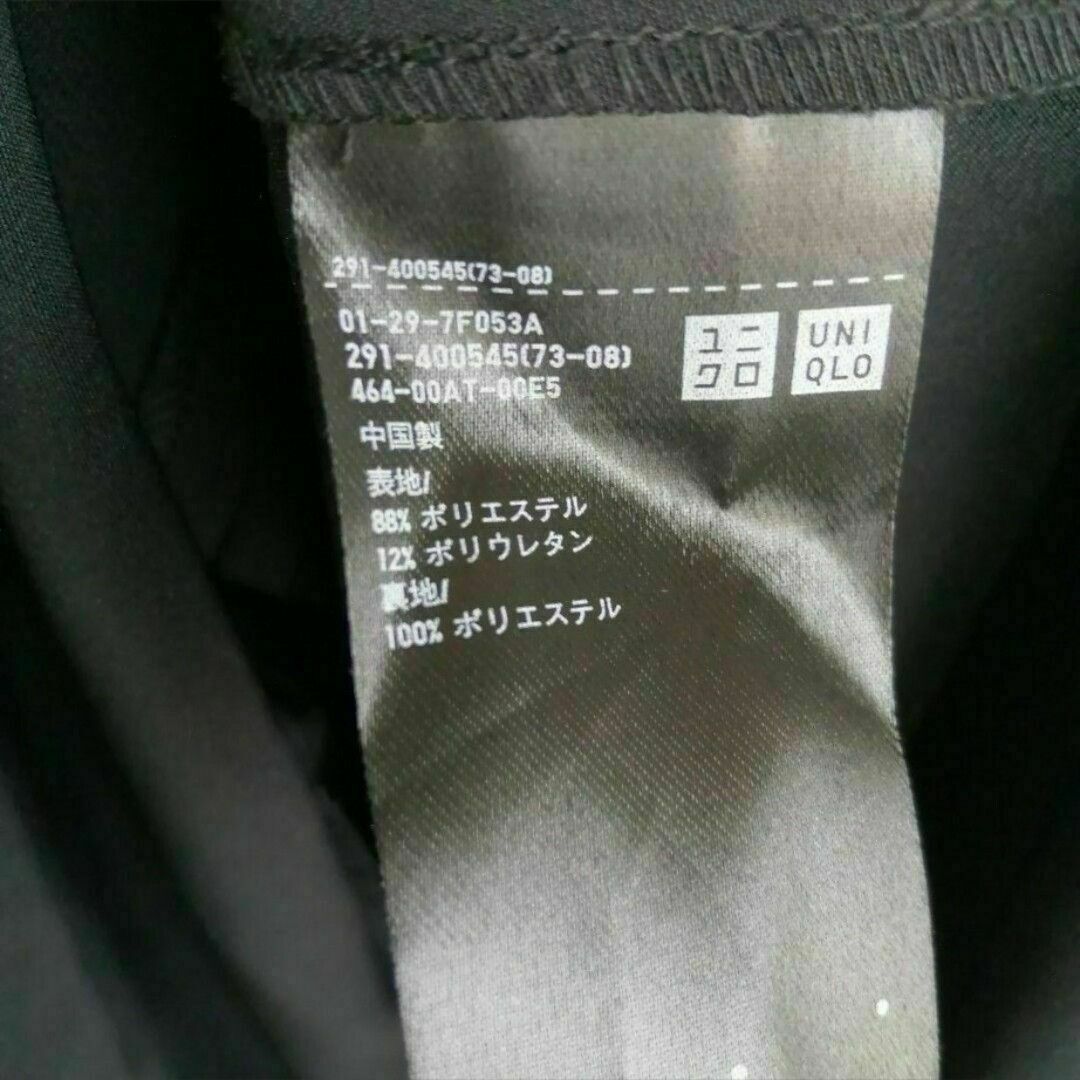 291-400545(73-08)
01-29-7F053A
291-400545(73-08)
464-00AT-00E5
ユニ
クロ
UNI
QLO
中国製
表地/
88% ポリエステル
12% ポリウレタン
裏地/
100% ポリエステル